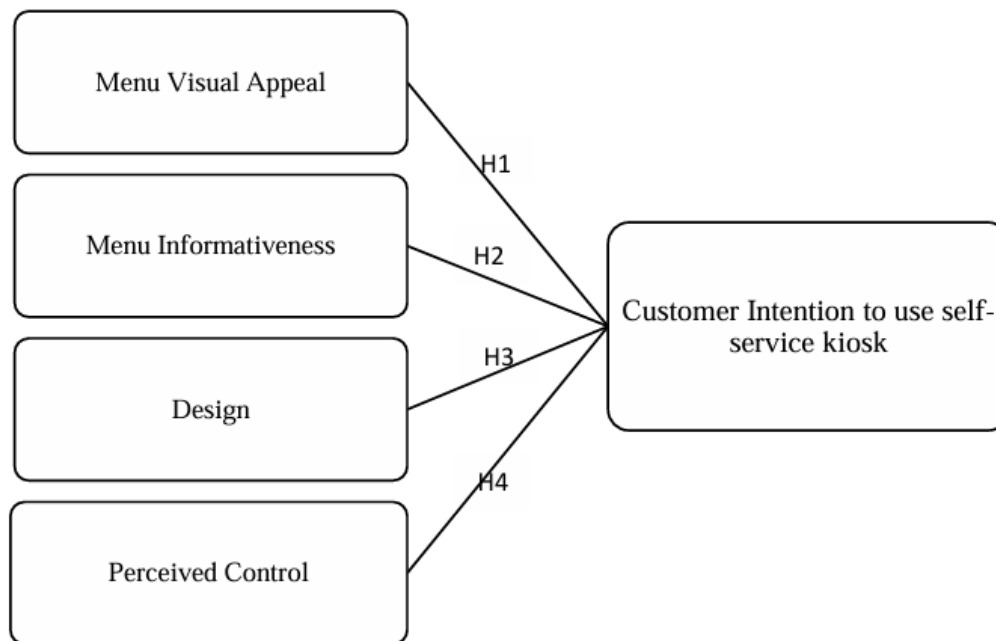 Menu Visual Appeal
H1
Menu Informativeness
H2
Customer Intention to use self-
service kiosk
H3
Design
H4
Perceived Control